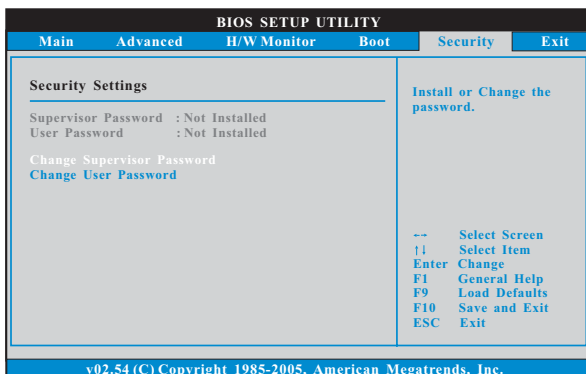 BIOS SETUP UTILITY
Main Advanced H/W Monitor Boot Security Exit
Security Settings
Supervisor Password : Not Installed
User Password : Not Installed
Change Supervisor Password
Change User Password
Install or Change the
password.
←→ Select Screen
↑↓ Select Item
Enter Change
F1 General Help
F9 Load Defaults
F10 Save and Exit
ESC Exit
v02.54 (C) Copyright 1985-2005, American Megatrends, Inc.